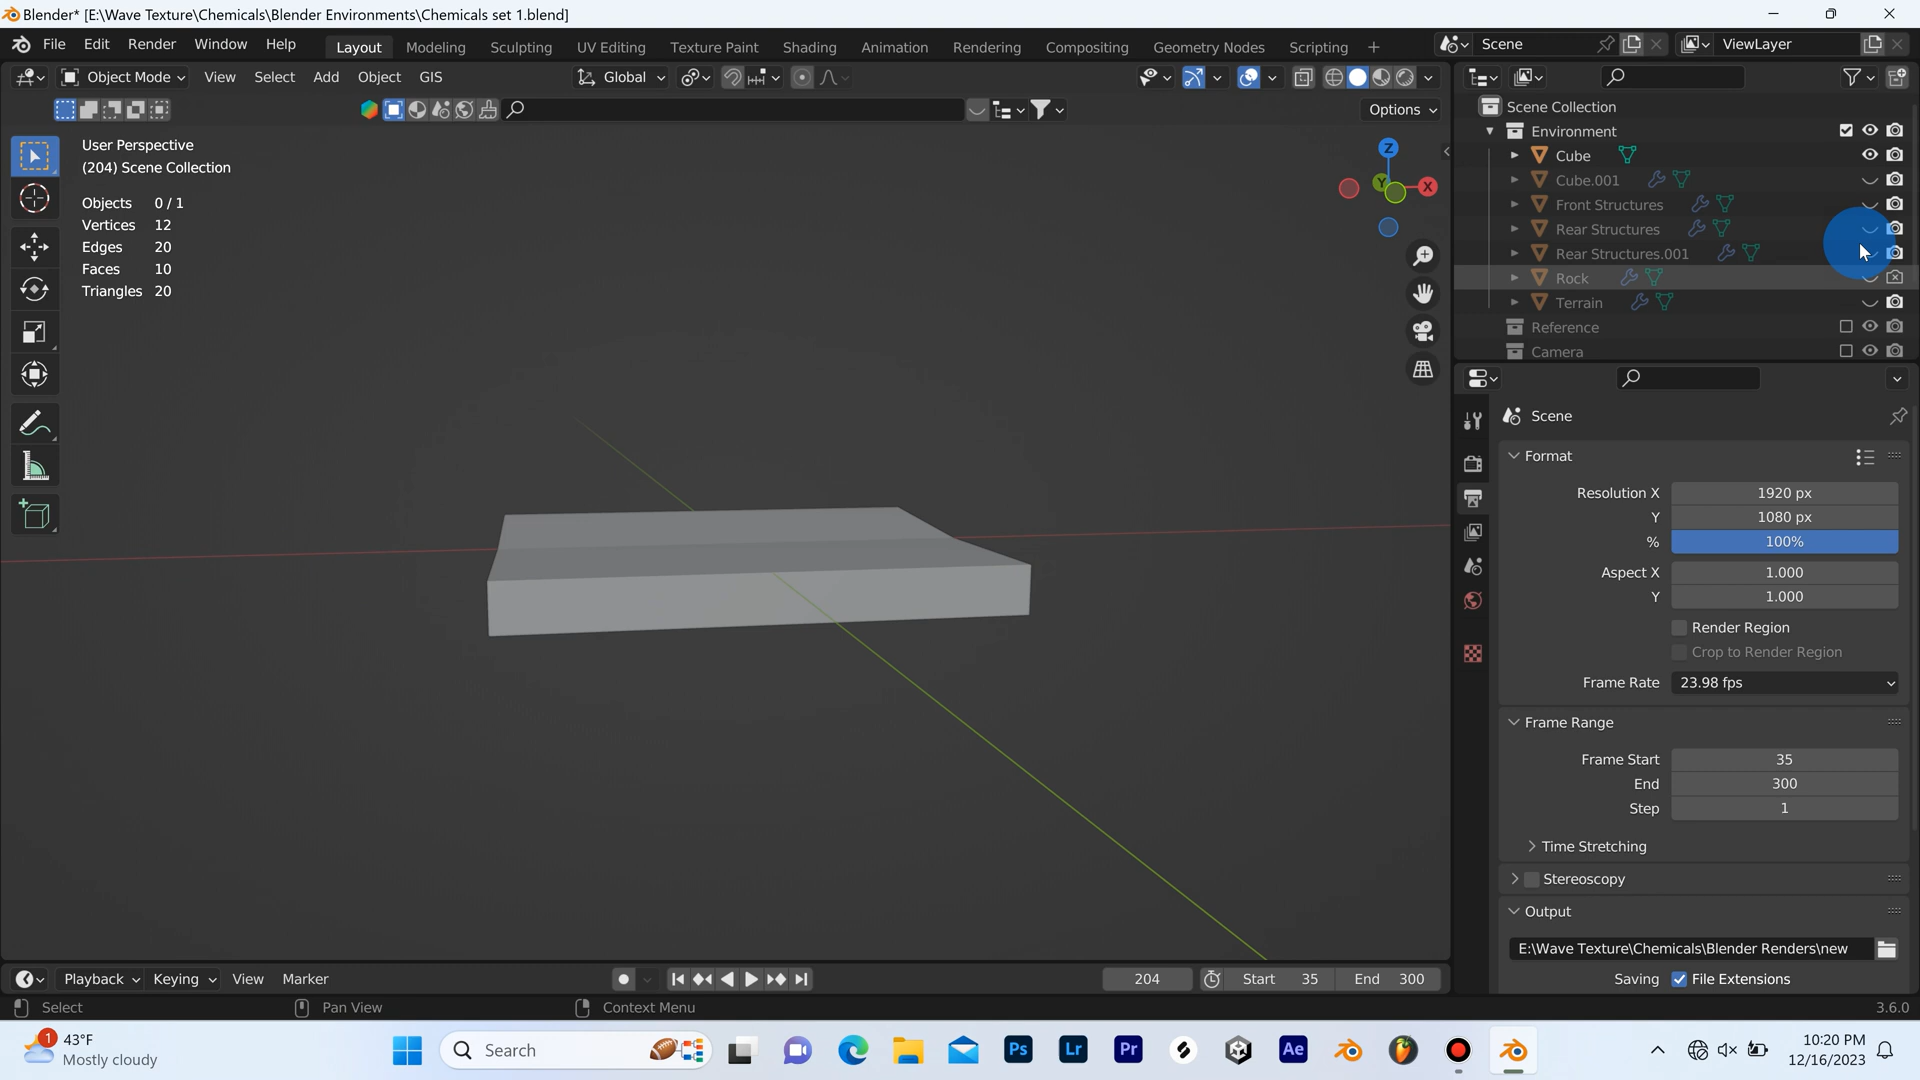 Blender* [E:\Wave Texture\Chemicals\Blender Environments\Chemicals set 1.blend]
File Edit Render Window Help Layout Modeling Sculpting UV Editing Texture Paint Shading Animation Rendering Compositing Geometry Nodes Scripting + Scene ViewLayer
Object Mode View Select Add Object GIS Global
Options
User Perspective
(204) Scene Collection
Objects 0/1
Vertices 12
Edges 20
Faces 10
Triangles 20
Z
Y
X
Scene Collection
Environment
Cube
Cube.001
Front Structures
Rear Structures
Rear Structures.001
Rock
Terrain
Reference
Camera
Scene
Format
Resolution X 1920 px
Y 1080 px
% 100%
Aspect X 1.000
Y 1.000
Render Region
Crop to Render Region
Frame Rate 23.98 fps
Frame Range
Frame Start 35
End 300
Step 1
Time Stretching
Stereoscopy
Output
E:\Wave Texture\Chemicals\Blender Renders\new
Saving File Extensions
Playback Keying View Marker 204 Start 35 End 300
Select Pan View Context Menu 3.6.0
1 43°F
Mostly cloudy
Search
Ps Lr Pr Ae
10:20 PM
12/16/2023